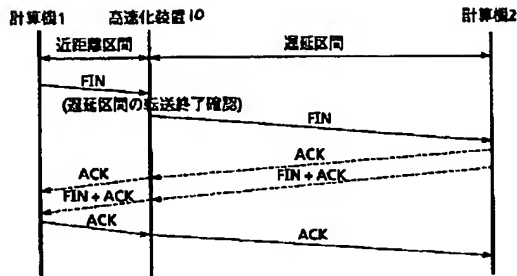 計算機1 高速化装置10 計算機2
近距離区間 遅延区間
FIN
(遅延区間の転送終了確認)
FIN
ACK ACK
FIN+ACK FIN+ACK
ACK ACK